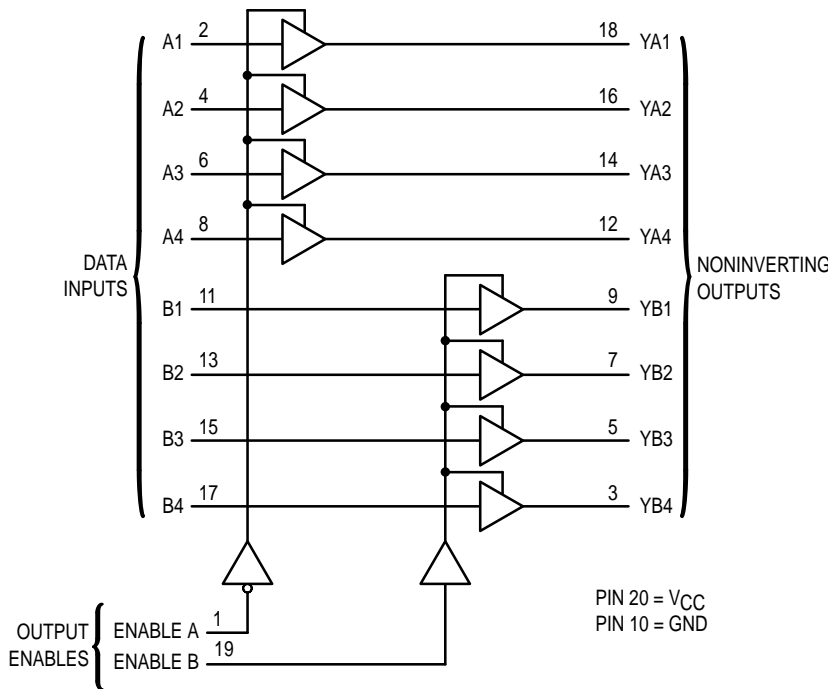 A1 2 18 YA1
A2 4 16 YA2
A3 6 14 YA3
A4 8 12 YA4
DATA
INPUTS
NONINVERTING
OUTPUTS
B1 11 9 YB1
B2 13 7 YB2
B3 15 5 YB3
B4 17 3 YB4
OUTPUT
ENABLES
ENABLE A 1
ENABLE B 19
PIN 20 = VCC
PIN 10 = GND